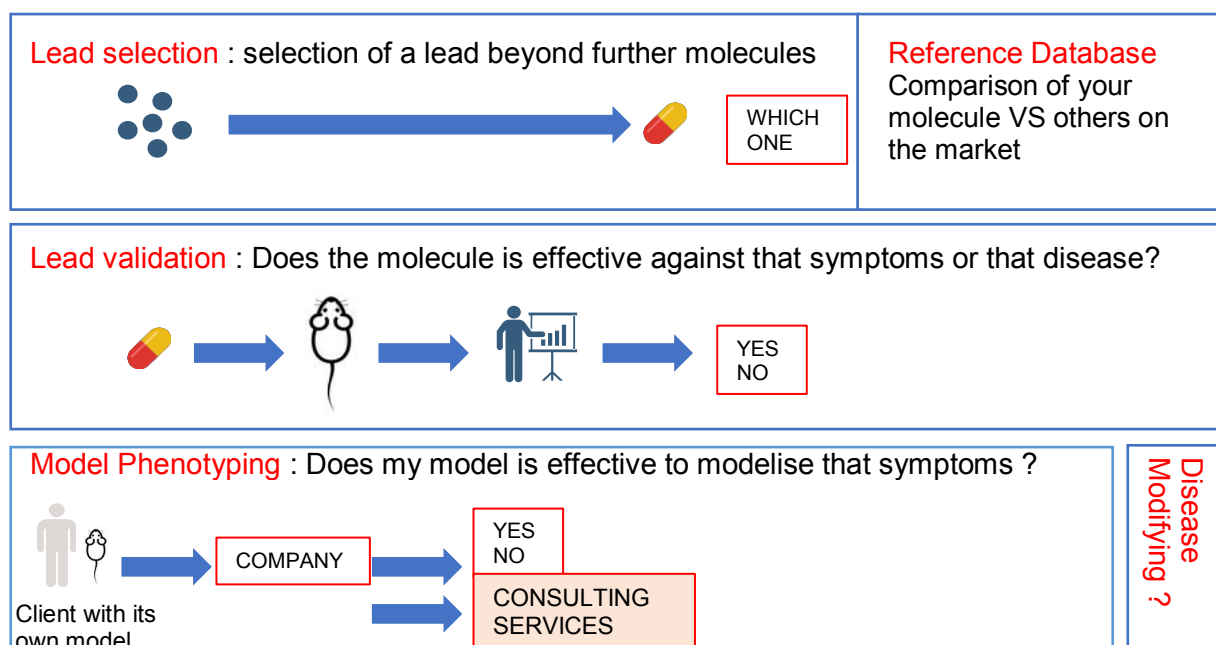 Lead selection : selection of a lead beyond further molecules
WHICH
ONE
Reference Database
Comparison of your
molecule VS others on
the market
Lead validation : Does the molecule is effective against that symptoms or that disease?
YES
NO
Model Phenotyping : Does my model is effective to modelise that symptoms ?
COMPANY
YES
NO
CONSULTING
SERVICES
Client with its
own model
Disease
Modifying ?